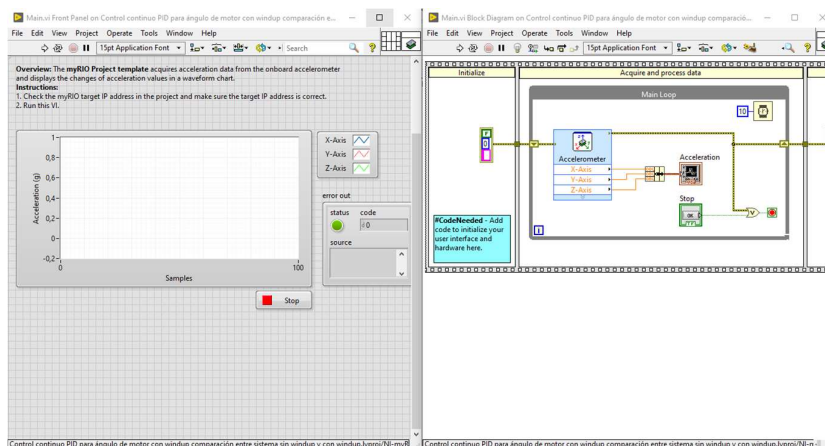 Main.vi Front Panel on Control continuo PID para ángulo de motor con windup comparación e...
File Edit View Project Operate Tools Window Help
15pt Application Font
Search
Overview: The myRIO Project template acquires acceleration data from the onboard accelerometer
and displays the changes of acceleration values in a waveform chart.
Instructions:
1. Check the myRIO target IP address in the project and make sure the target IP address is correct.
2. Run this VI.
1
0,8
0,6
0,4
0,2
0
-0,2
Acceleration (g)
0
100
Samples
X-Axis
Y-Axis
Z-Axis
error out
status code
0
source
Stop
Control continuo PID para ángulo de motor con windup comparación entre sistema sin windup y con windup.lvproj/NI-myR
Main.vi Block Diagram on Control continuo PID para ángulo de motor con windup comparació...
File Edit View Project Operate Tools Window Help
15pt Application Font
Initialize
Acquire and process data
Main Loop
10
F
0
Accelerometer
X-Axis
Y-Axis
Z-Axis
Acceleration
Stop
OK
TF
i
#CodeNeeded - Add
code to initialize your
user interface and
hardware here.
Control continuo PID para ángulo de motor con windup comparación entre sistema sin windup y con windup.lvproj/NI-m